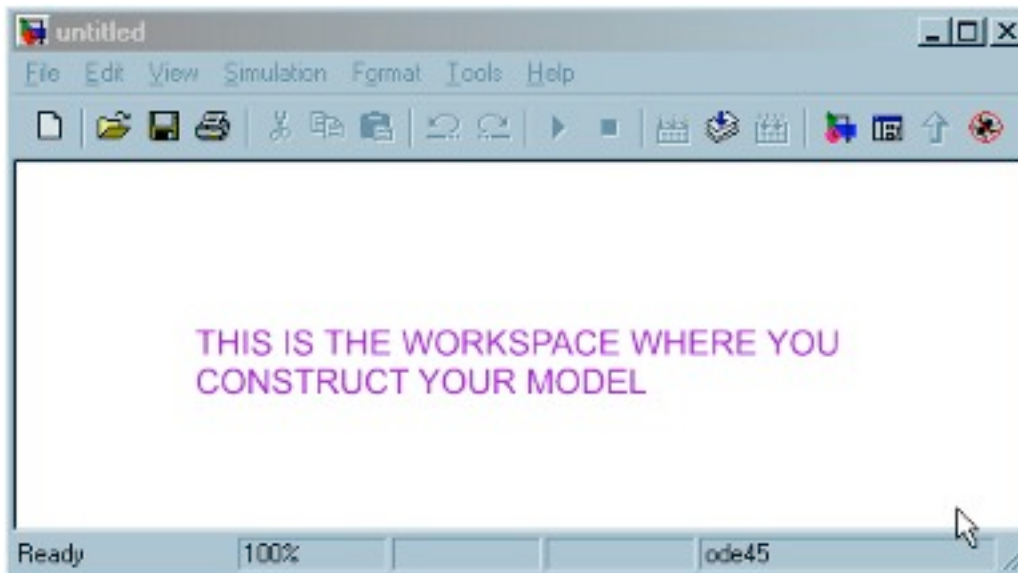 untitled
File Edit View Simulation Format Tools Help
THIS IS THE WORKSPACE WHERE YOU
CONSTRUCT YOUR MODEL
Ready 100% ode45